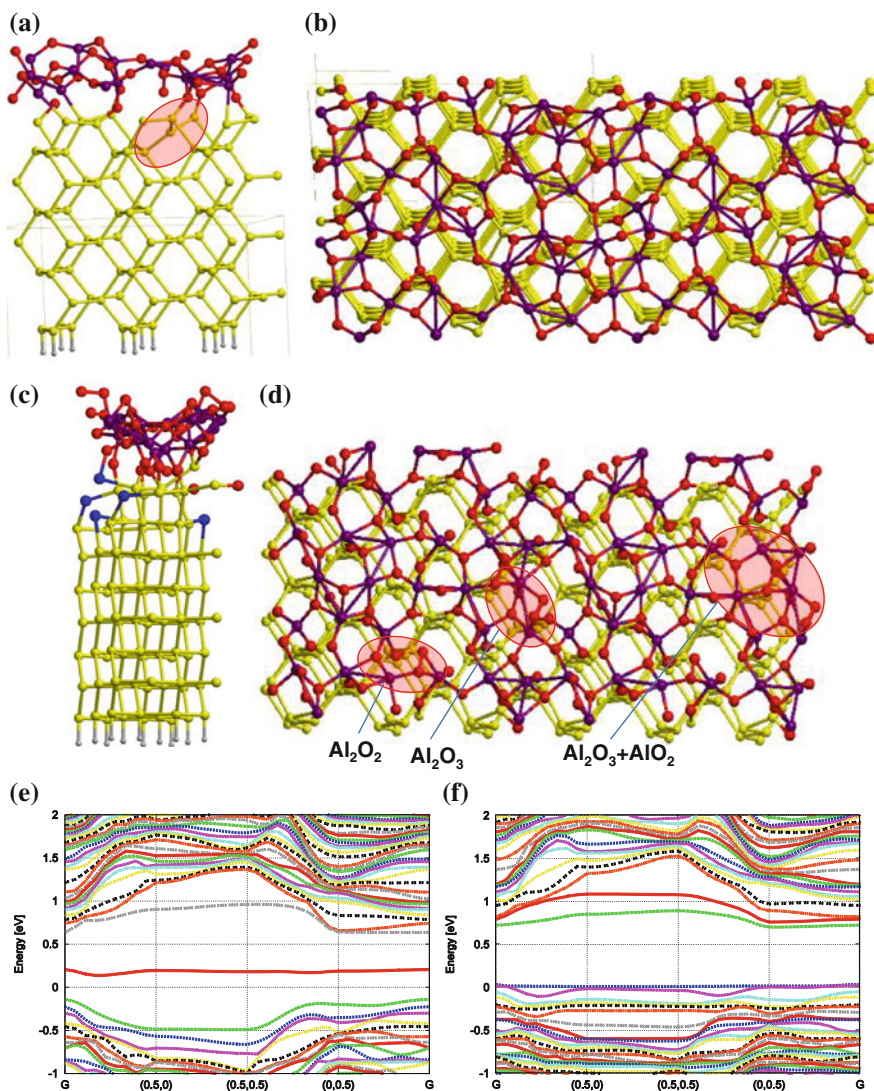 (a)
(b)
(c)
(d)
Al2O2
Al2O3
Al2O3+AlO2
(e)
(f)
2
1.5
1
0.5
0
-0.5
-1
Energy [eV]
G
(0.5,0)
(0.5,0.5)
(0,0.5)
G
2
1.5
1
0.5
0
-0.5
-1
Energy [eV]
G
(0.5,0)
(0.5,0.5)
(0,0.5)
G